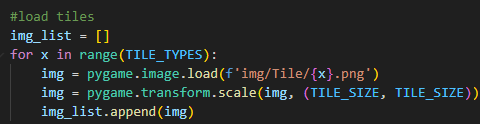 #load tiles
img_list = []
for x in range(TILE_TYPES):
    img = pygame.image.load(f'img/Tile/{x}.png')
    img = pygame.transform.scale(img, (TILE_SIZE, TILE_SIZE))
    img_list.append(img)